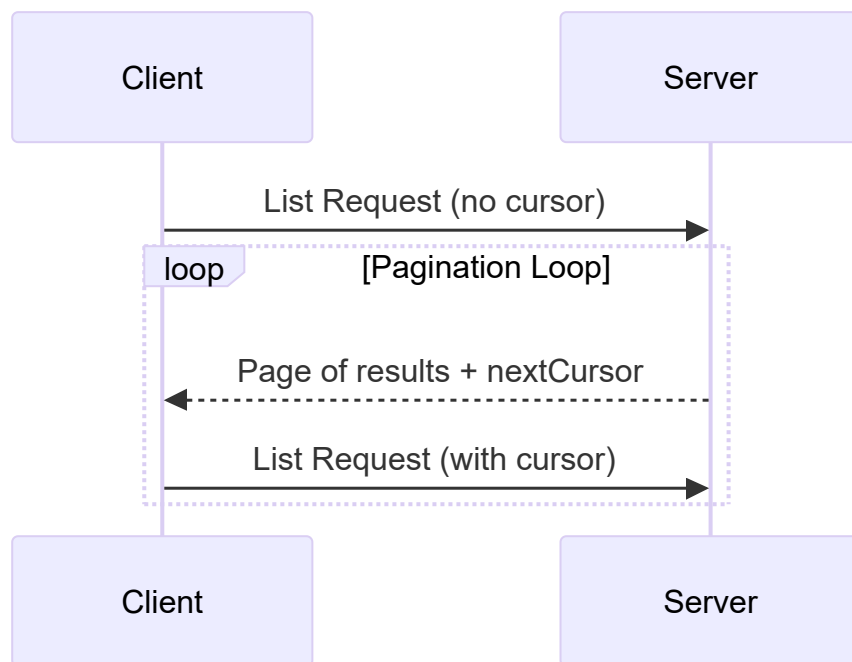 Client
Server
List Request (no cursor)
loop
[Pagination Loop]
Page of results + nextCursor
List Request (with cursor)
Client
Server